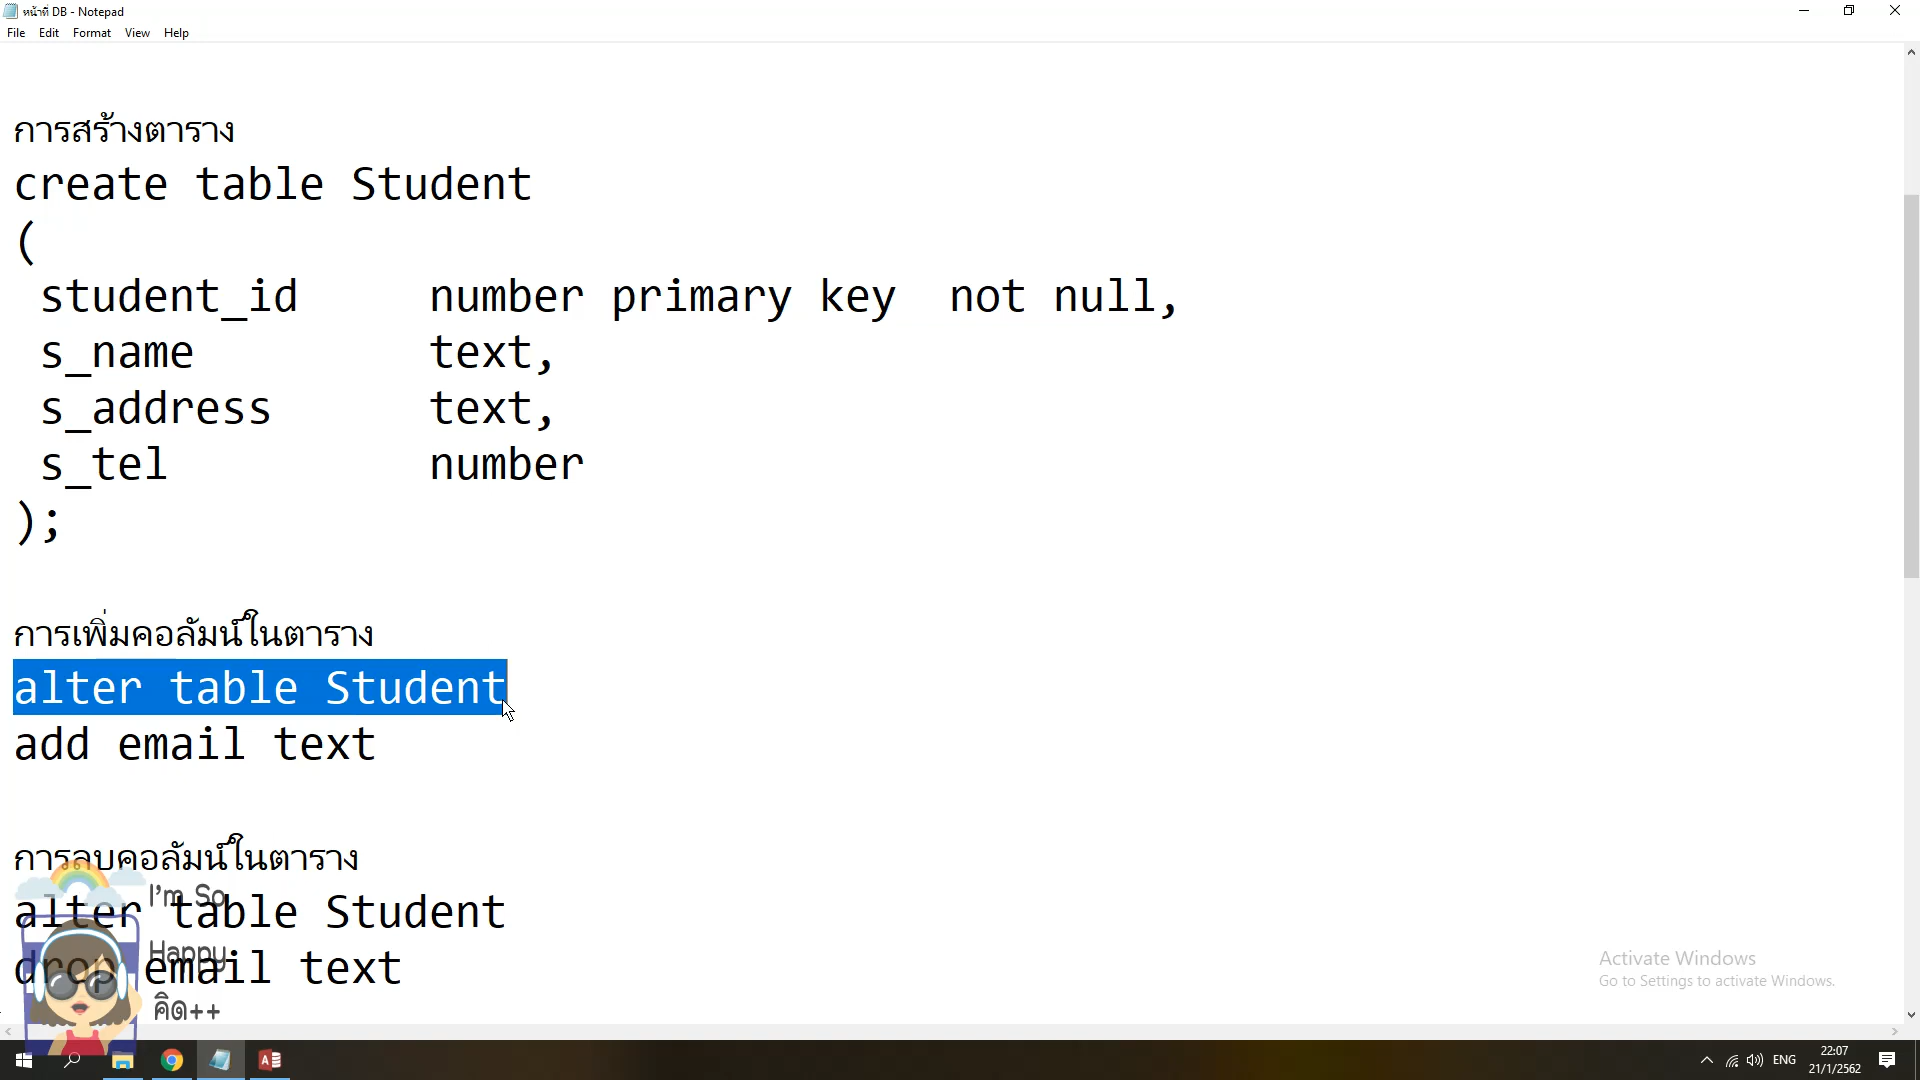 หน้าที่ DB - Notepad
File Edit Format View Help
การสร้างตาราง
create table Student
(
student_id number primary key not null,
s_name text,
s_address text,
s_tel number
);
การเพิ่มคอลัมน์ในตาราง
alter table Student
add email text
การลบคอลัมน์ในตาราง
alter table Student
drop email text
I'm So
Happy
คิด++
Activate Windows
Go to Settings to activate Windows.
ENG
22:07
21/1/2562